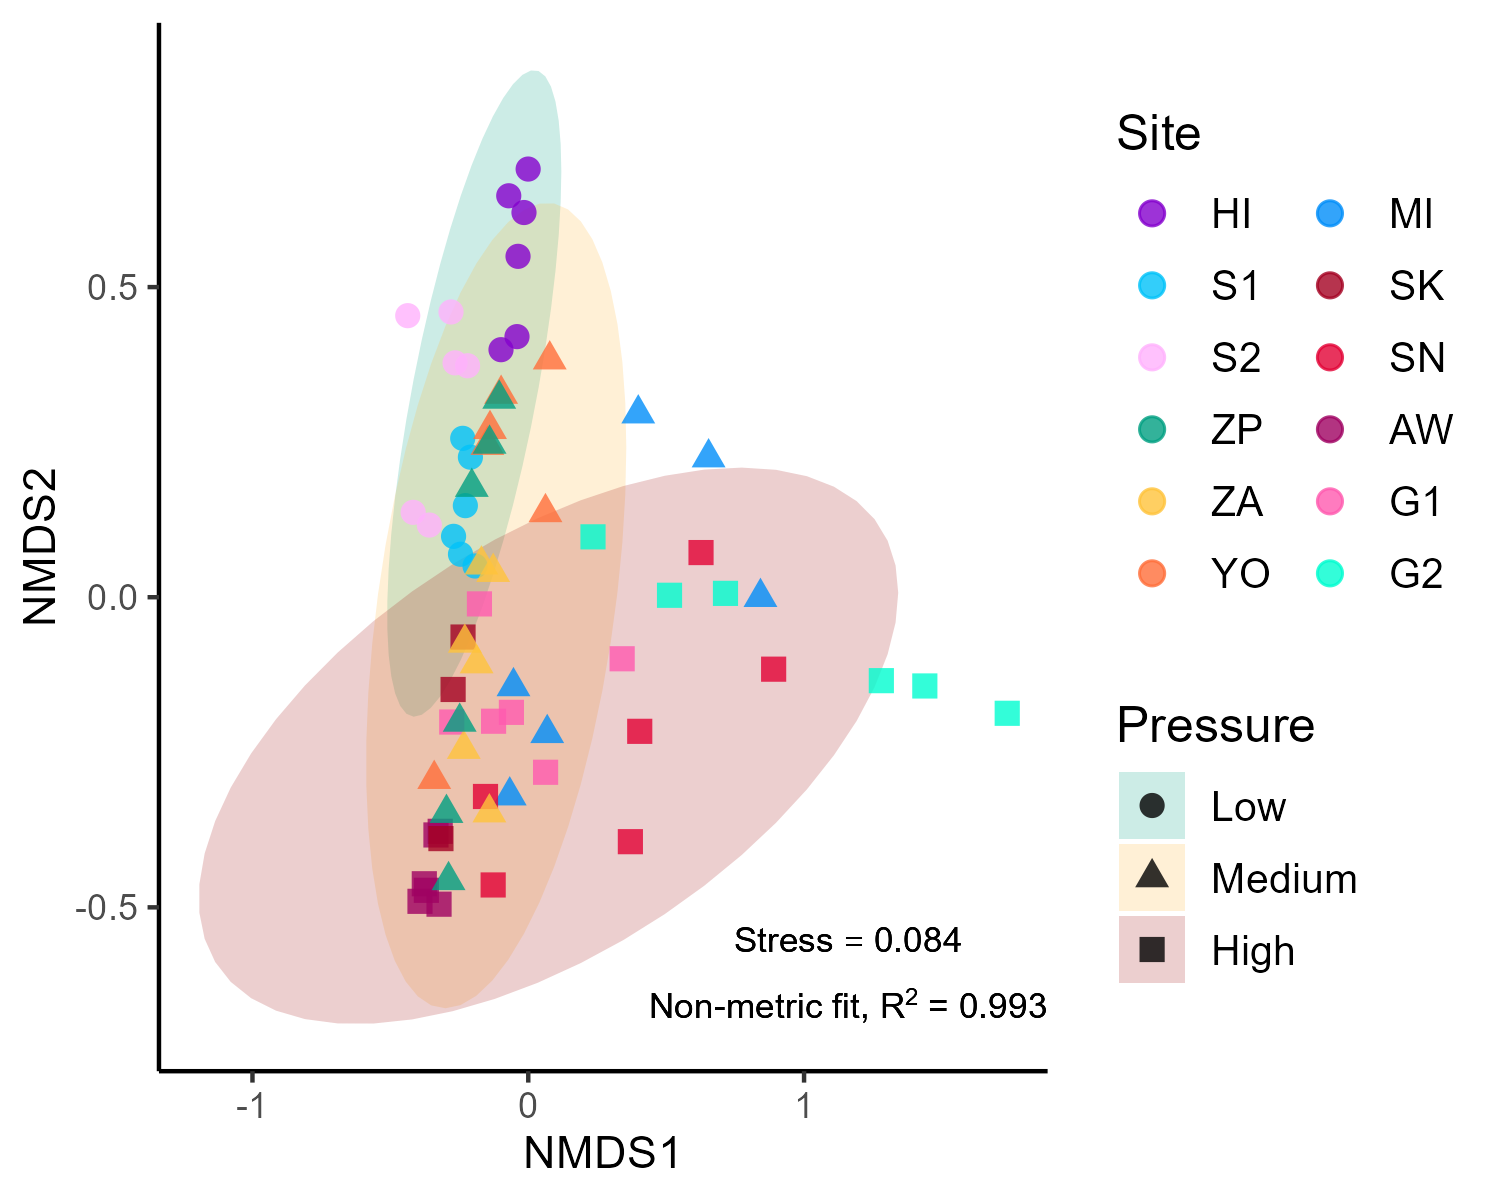 NMDS2
0.5
0.0
-0.5
-1
0
1
NMDS1
Stress = 0.084
Non-metric fit, R² = 0.993
Site
HI
MI
S1
SK
S2
SN
ZP
AW
ZA
G1
YO
G2
Pressure
Low
Medium
High